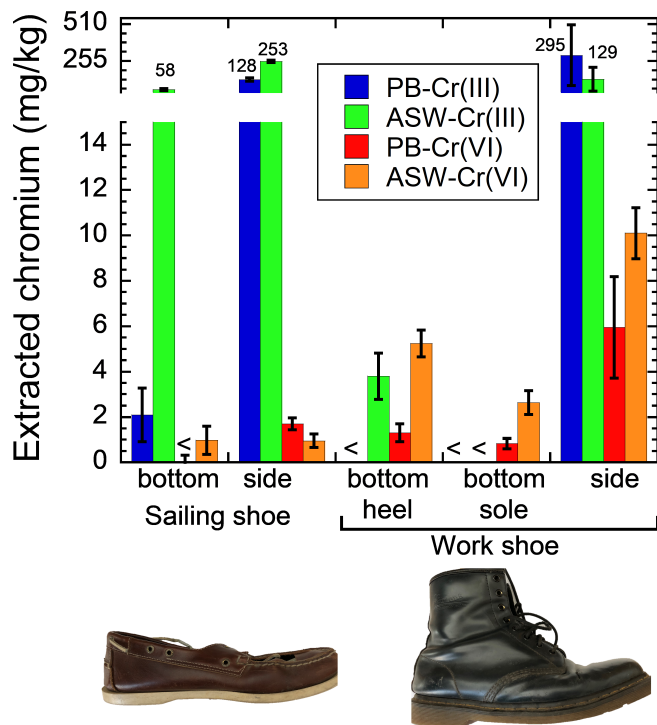 Extracted chromium (mg/kg)
510
255
14
12
10
8
6
4
2
0
58
128
253
295
129
PB-Cr(III)
ASW-Cr(III)
PB-Cr(VI)
ASW-Cr(VI)
<
<
< <
bottom side bottom bottom side
heel sole
Sailing shoe
Work shoe